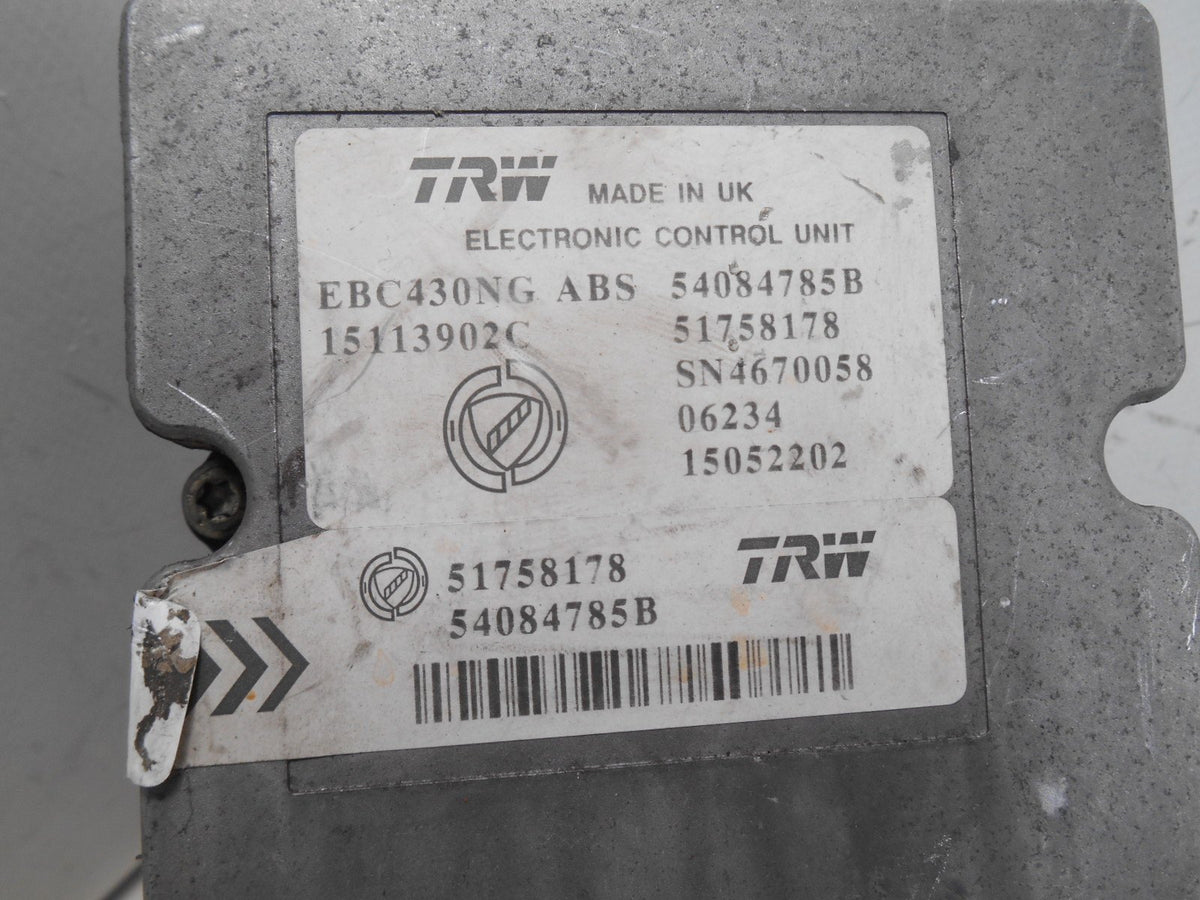 TRW MADE IN UK
ELECTRONIC CONTROL UNIT
EBC430NG ABS 54084785B
15113902C 51758178
SN4670058
06234
15052202
51758178 TRW
54084785B